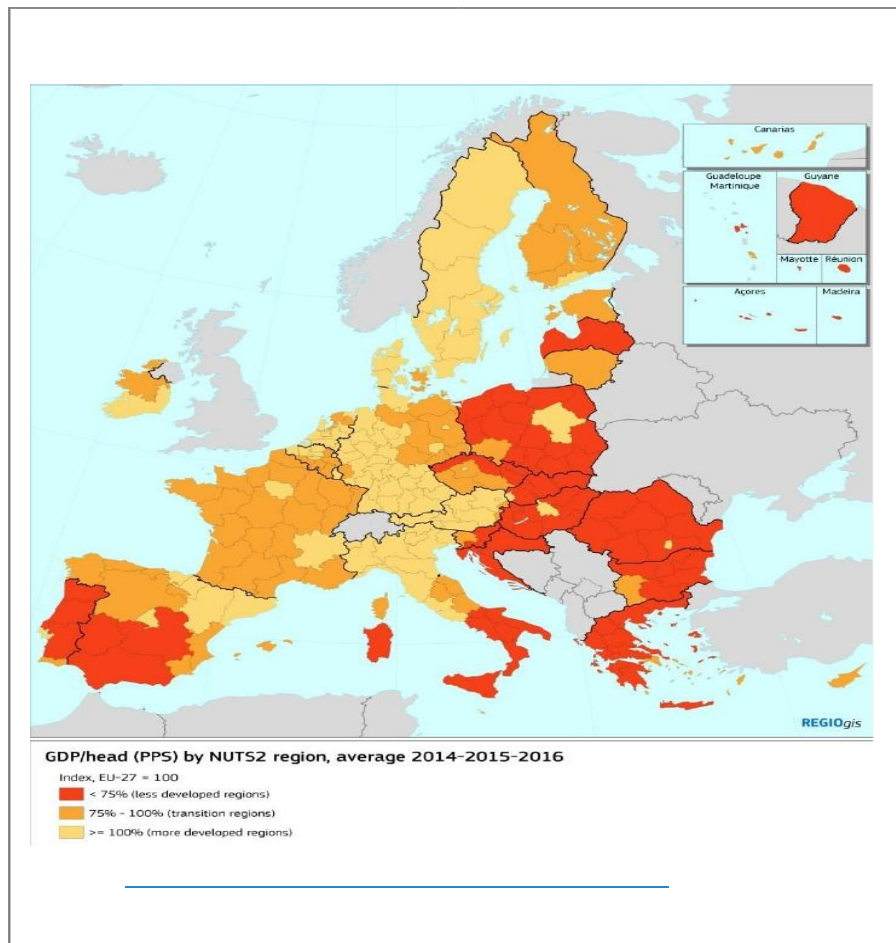 Canarias
Guadeloupe
Martinique
Guyane
Mayotte
Réunion
Açores
Madeira
REGIOgis
GDP/head (PPS) by NUTS2 region, average 2014-2015-2016
Index, EU-27 = 100
< 75% (less developed regions)
75% - 100% (transition regions)
>= 100% (more developed regions)